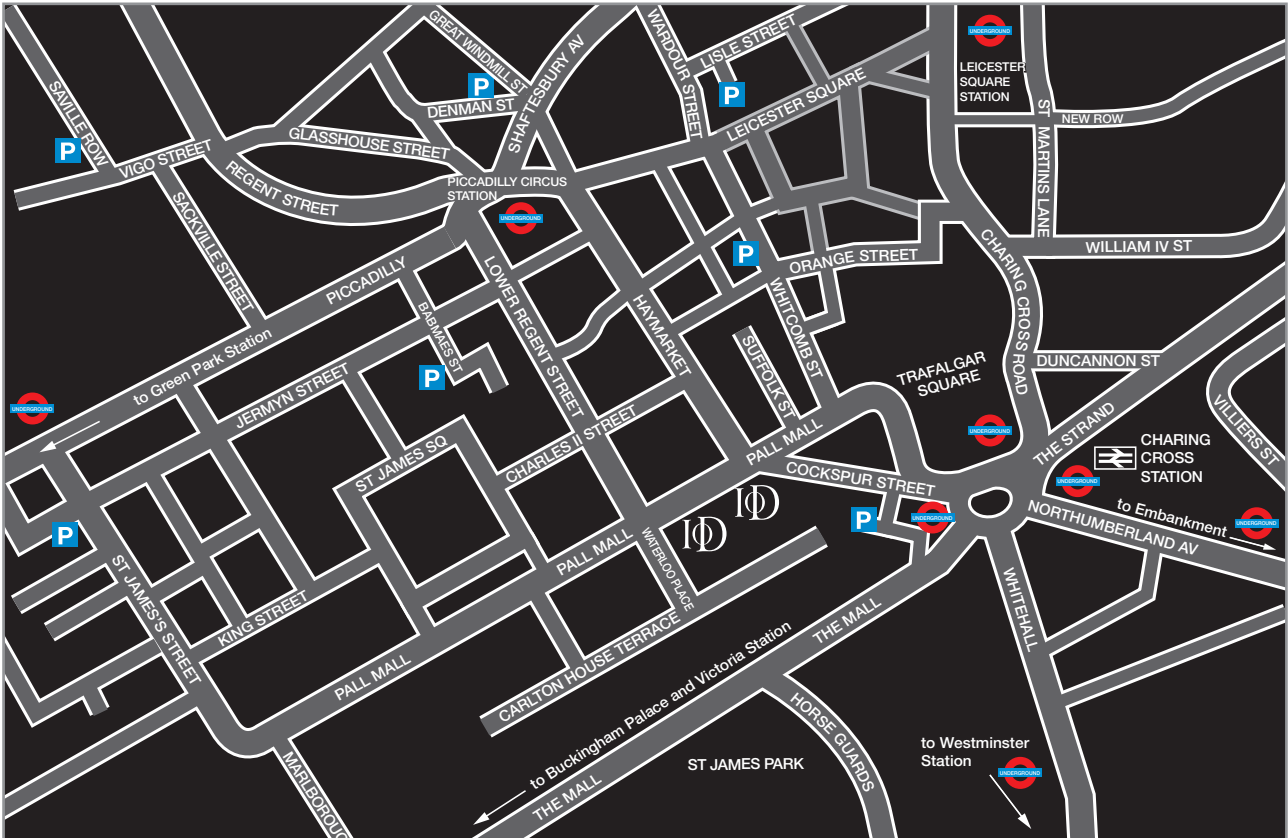 GREAT WINDMILL ST
SHAFTESBURY AV
WARDOUR STREET
LISLE STREET
UNDERGROUND
LEICESTER
SQUARE
STATION
SAVILLE ROW
P
P
DENMAN ST
P
LEICESTER SQUARE
ST MARTINS LANE
NEW ROW
P
VIGO STREET
GLASSHOUSE STREET
REGENT STREET
PICCADILLY CIRCUS
STATION
UNDERGROUND
SACKVILLE STREET
P
ORANGE STREET
CHARING CROSS ROAD
WILLIAM IV ST
PICCADILLY
LOWER REGENT STREET
HAYMARKET
WHITCOMB ST
BABMAES ST
P
SUFFOLK ST
TRAFALGAR
SQUARE
DUNCANNON ST
to Green Park Station
UNDERGROUND
JERMYN STREET
VILLIERS ST
THE STRAND
UNDERGROUND
CHARING
CROSS
STATION
UNDERGROUND
ST JAMES SQ
CHARLES II STREET
PALL MALL
COCKSPUR STREET
P
UNDERGROUND
to Embankment
UNDERGROUND
NORTHUMBERLAND AV
IoD
IoD
P
ST JAMES'S STREET
PALL MALL
WATERLOO PLACE
KING STREET
THE MALL
WHITEHALL
PALL MALL
CARLTON HOUSE TERRACE
to Buckingham Palace and Victoria Station
HORSE GUARDS
MARLBOROUG
THE MALL
ST JAMES PARK
to Westminster
Station
UNDERGROUND